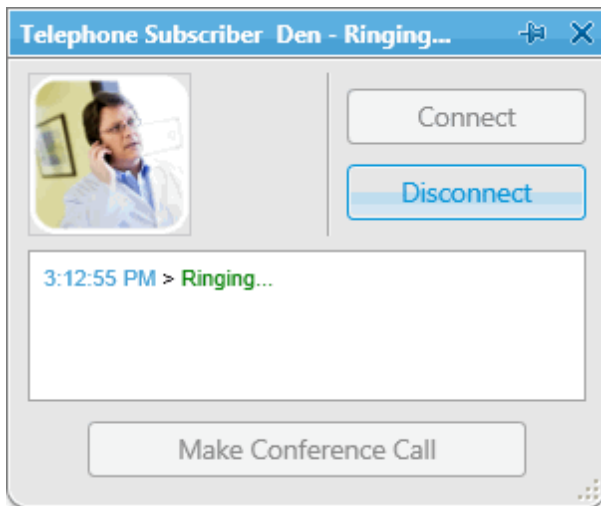 Telephone Subscriber Den - Ringing...
Connect
Disconnect
3:12:55 PM > Ringing...
Make Conference Call